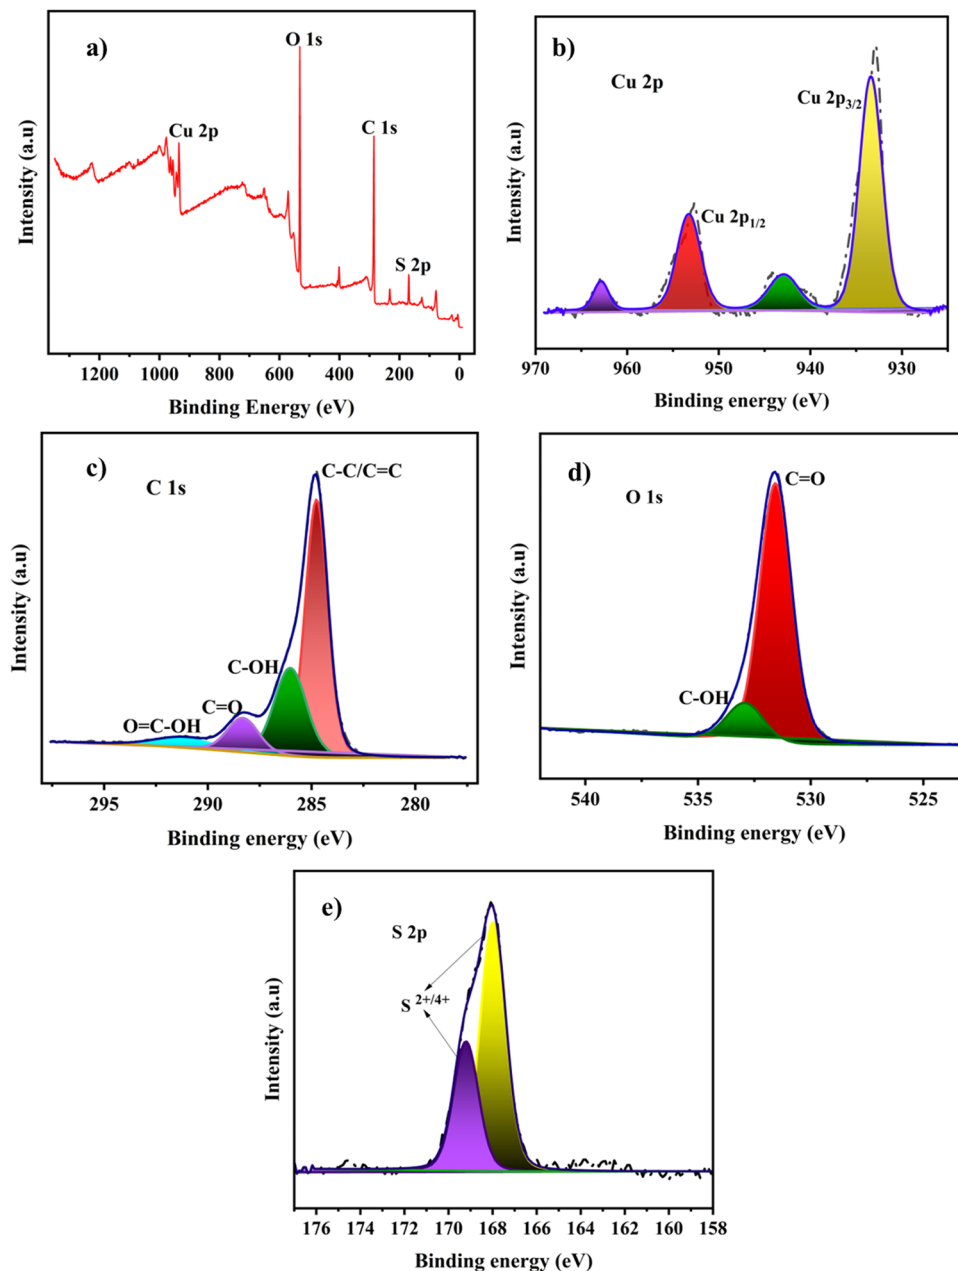 a)
O 1s
Cu 2p
C 1s
S 2p
Intensity (a.u)
1200 1000 800 600 400 200 0
Binding Energy (eV)
b)
Cu 2p
Cu 2p3/2
Cu 2p1/2
Intensity (a.u)
970 960 950 940 930
Binding energy (eV)
c)
C 1s
C-C/C=C
C-OH
C=O
O=C-OH
Intensity (a.u)
295 290 285 280
Binding energy (eV)
d)
O 1s
C=O
C-OH
Intensity (a.u)
540 535 530 525
Binding energy (eV)
e)
S 2p
S 2+/4+
Intensity (a.u)
176 174 172 170 168 166 164 162 160 158
Binding energy (eV)